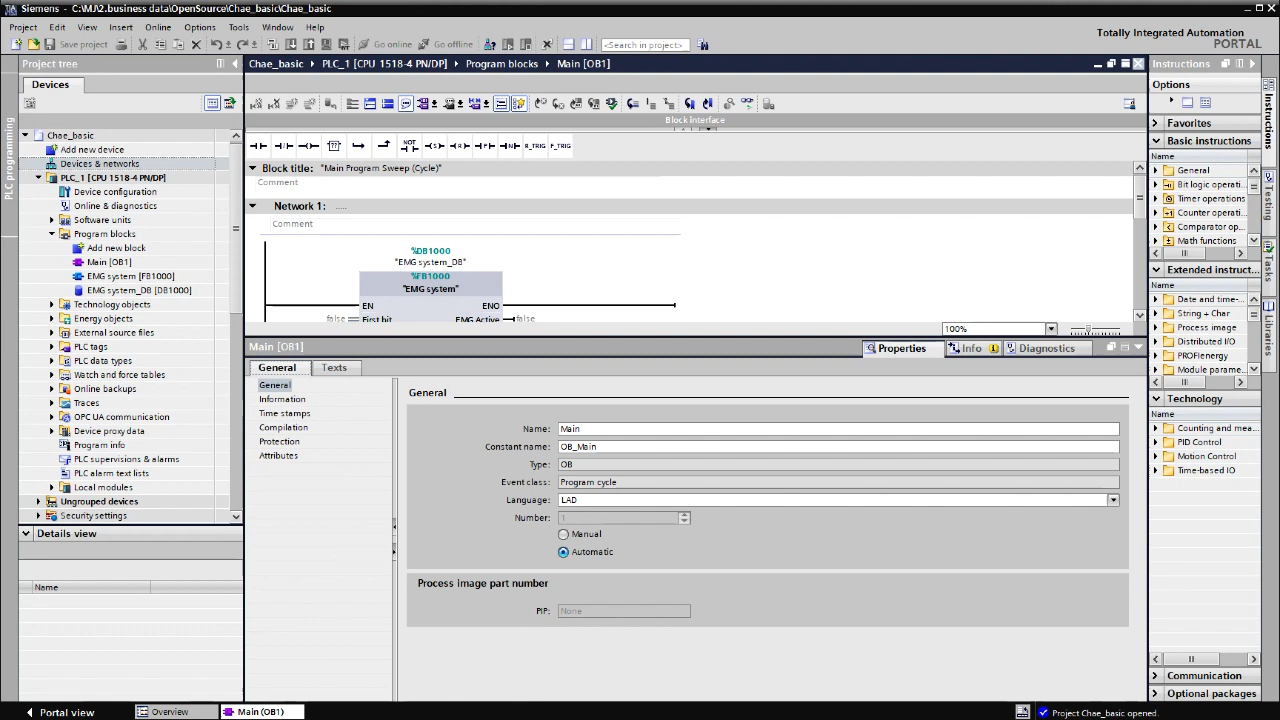 Siemens - C:\MJ\2.business data\OpenSource\Chae_basic\Chae_basic
Project Edit View Insert Online Options Tools Window Help
Totally Integrated Automation
PORTAL
Save project
Go online
Go offline
<Search in project>
Project tree
Chae_basic
PLC_1 [CPU 1518-4 PN/DP]
Program blocks
Main [OB1]
Instructions
Devices
Options
PLC programming
Block interface
Chae_basic
Add new device
Devices & networks
PLC_1 [CPU 1518-4 PN/DP]
Device configuration
Online & diagnostics
Software units
Program blocks
Add new block
Main [OB1]
EMG system [FB1000]
EMG system_DB [DB1000]
Technology objects
Energy objects
External source files
PLC tags
PLC data types
Watch and force tables
Online backups
Traces
OPC UA communication
Device proxy data
Program info
PLC supervisions & alarms
PLC alarm text lists
Local modules
Ungrouped devices
Security settings
Details view
Name
NOT
S
R
P
N
R_TRIG
F_TRIG
Block title: "Main Program Sweep (Cycle)"
Comment
Network 1: .....
Comment
%DB1000
"EMG system_DB"
%FB1000
"EMG system"
EN ENO
false First bit EMG Active false
100%
Main [OB1]
Properties
Info
Diagnostics
General
Texts
General
Information
Time stamps
Compilation
Protection
Attributes
General
Name: Main
Constant name: OB_Main
Type: OB
Event class: Program cycle
Language: LAD
Number: 1
Manual
Automatic
Process image part number
PIP: None
Favorites
Basic instructions
Name
General
Bit logic operati...
Timer operations
Counter operati...
Comparator op...
Math functions
Extended instruct...
Name
Date and time-...
String + Char
Process image
Distributed I/O
PROFIenergy
Module parame...
Technology
Name
Counting and mea...
PID Control
Motion Control
Time-based IO
Communication
Optional packages
Instructions
Testing
Tasks
Libraries
Portal view
Overview
Main (OB1)
Project Chae_basic opened.